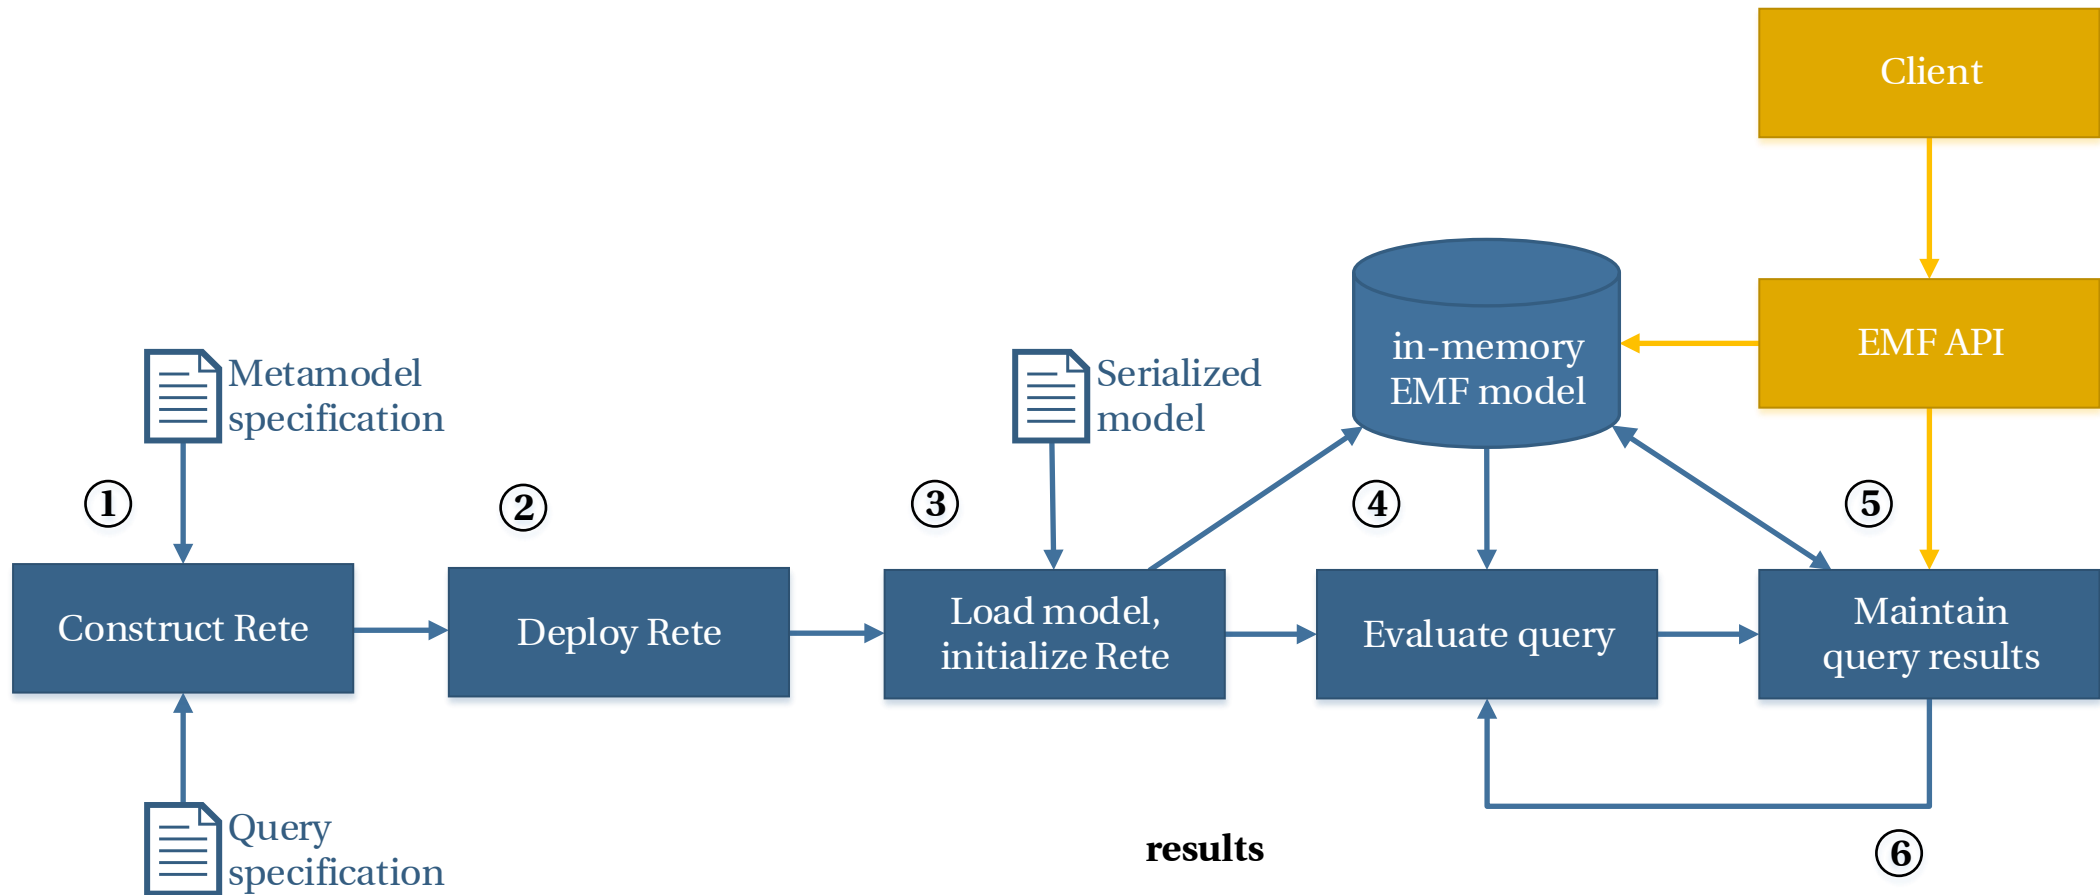 Client
in-memory
EMF model
EMF API
Metamodel
specification
Serialized
model
①
②
③
④
⑤
Construct Rete
Deploy Rete
Load model,
initialize Rete
Evaluate query
Maintain
query results
Query
specification
results
⑥